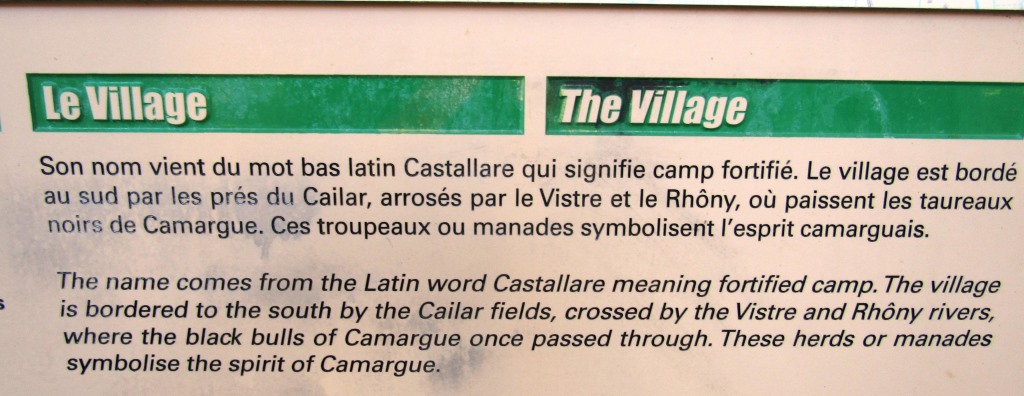 Le Village
The Village
Son nom vient du mot bas latin Castallare qui signifie camp fortifié. Le village est bordé
au sud par les prés du Cailar, arrosés par le Vistre et le Rhôny, où paissent les taureaux
noirs de Camargue. Ces troupeaux ou manades symbolisent l'esprit camarguais.
The name comes from the Latin word Castallare meaning fortified camp. The village
is bordered to the south by the Cailar fields, crossed by the Vistre and Rhôny rivers,
where the black bulls of Camargue once passed through. These herds or manades
symbolise the spirit of Camargue.